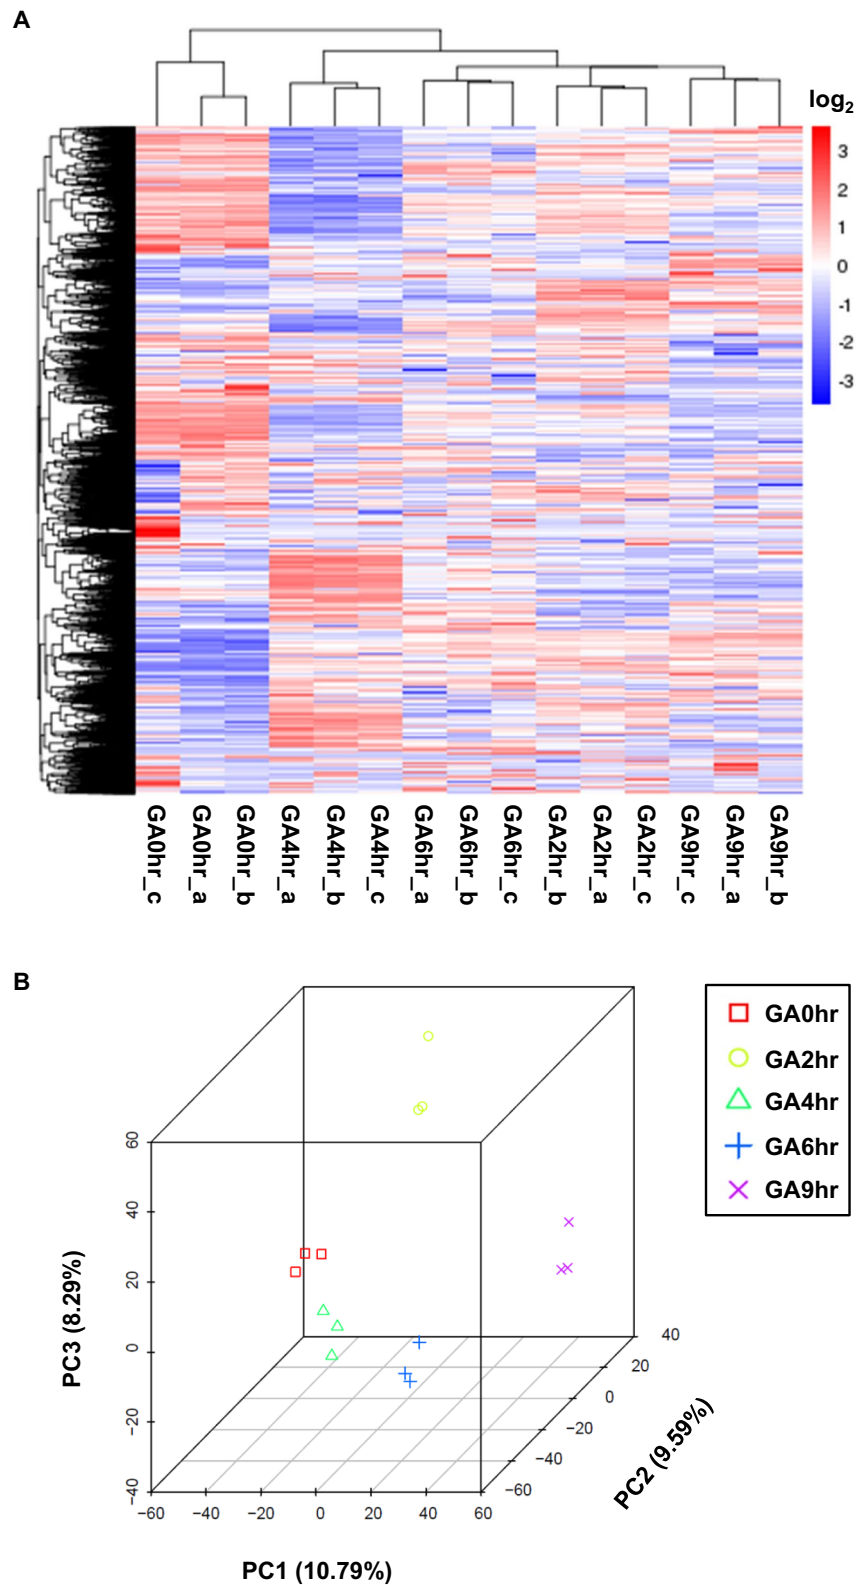 A
log2
3
2
1
0
-1
-2
-3
GA0hr_c GA0hr_a GA0hr_b GA4hr_a GA4hr_b GA4hr_c GA6hr_a GA6hr_b GA6hr_c GA2hr_b GA2hr_a GA2hr_c GA9hr_c GA9hr_a GA9hr_b
B
GA0hr
GA2hr
GA4hr
GA6hr
GA9hr
PC3 (8.29%)
60
40
20
0
−20
−40
−60 −40 −20 0 20 40 60
PC1 (10.79%)
40
20
0
−20
−40
−60
PC2 (9.59%)